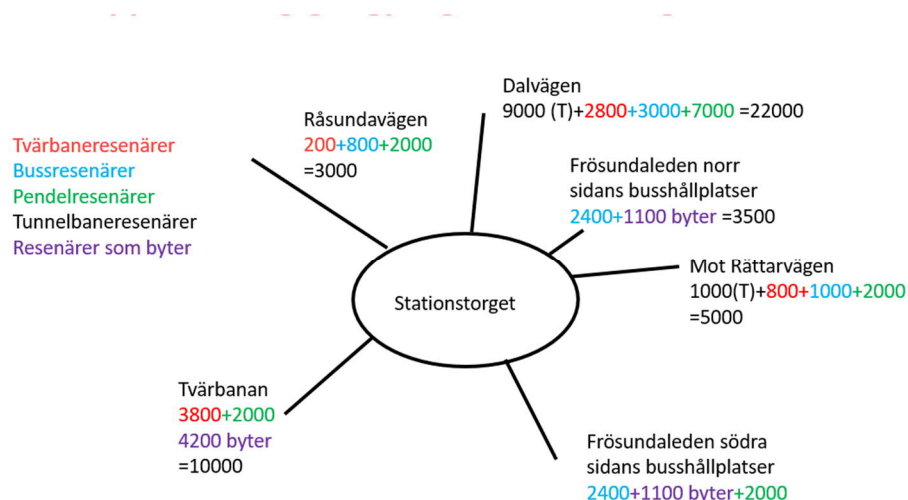 Tvärbaneresenärer
Bussresenärer
Pendelresenärer
Tunnelbaneresenärer
Resenärer som byter
Råsundavägen
200+800+2000
=3000
Dalvägen
9000 (T)+2800+3000+7000 =22000
Frösundaleden norr
sidans busshållplatser
2400+1100 byter =3500
Mot Rättarvägen
1000(T)+800+1000+2000
=5000
Stationstorget
Tvärbanan
3800+2000
4200 byter
=10000
Frösundaleden södra
sidans busshållplatser
2400+1100 byter+2000